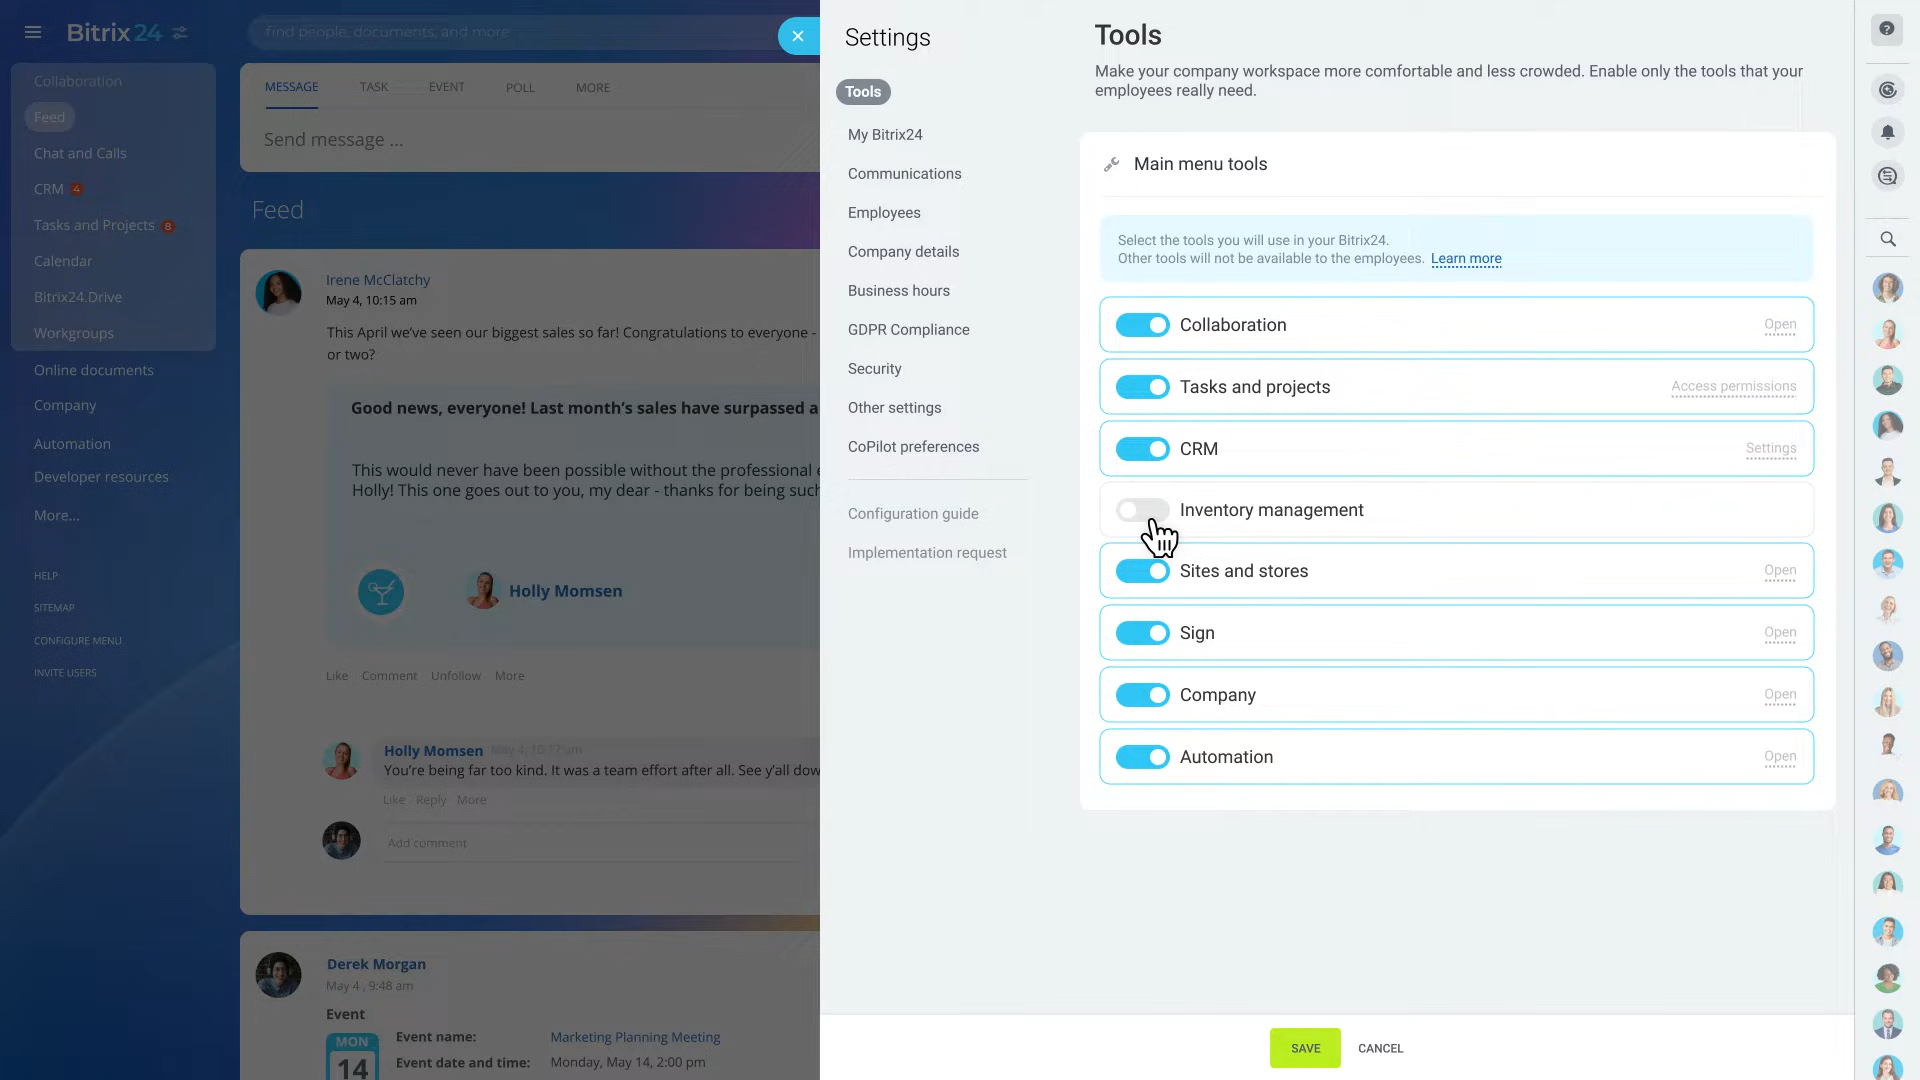 Bitrix24
find people, documents, and more
Collaboration
Feed
Chat and Calls
CRM 4
Tasks and Projects 8
Calendar
Bitrix24.Drive
Workgroups
Online documents
Company
Automation
Developer resources
More...
HELP
SITEMAP
CONFIGURE MENU
INVITE USERS
MESSAGE TASK EVENT POLL MORE
Send message ...
Feed
Irene McClatchy
May 4, 10:15 am
This April we've seen our biggest sales so far! Congratulations to everyone -
or two?
Good news, everyone! Last month's sales have surpassed a
This would never have been possible without the professional e
Holly! This one goes out to you, my dear - thanks for being such
Holly Momsen
Like Comment Unfollow More
Holly Momsen May 4, 10:17 am
You're being far too kind. It was a team effort after all. See y'all dow
Like Reply More
Add comment
Derek Morgan
May 4 , 9:48 am
Event
MON
14
Event name: Marketing Planning Meeting
Event date and time: Monday, May 14, 2:00 pm
Settings
Tools
My Bitrix24
Communications
Employees
Company details
Business hours
GDPR Compliance
Security
Other settings
CoPilot preferences
Configuration guide
Implementation request
Tools
Make your company workspace more comfortable and less crowded. Enable only the tools that your
employees really need.
Main menu tools
Select the tools you will use in your Bitrix24.
Other tools will not be available to the employees. Learn more
Collaboration Open
Tasks and projects Access permissions
CRM Settings
Inventory management
Sites and stores Open
Sign Open
Company Open
Automation Open
SAVE CANCEL